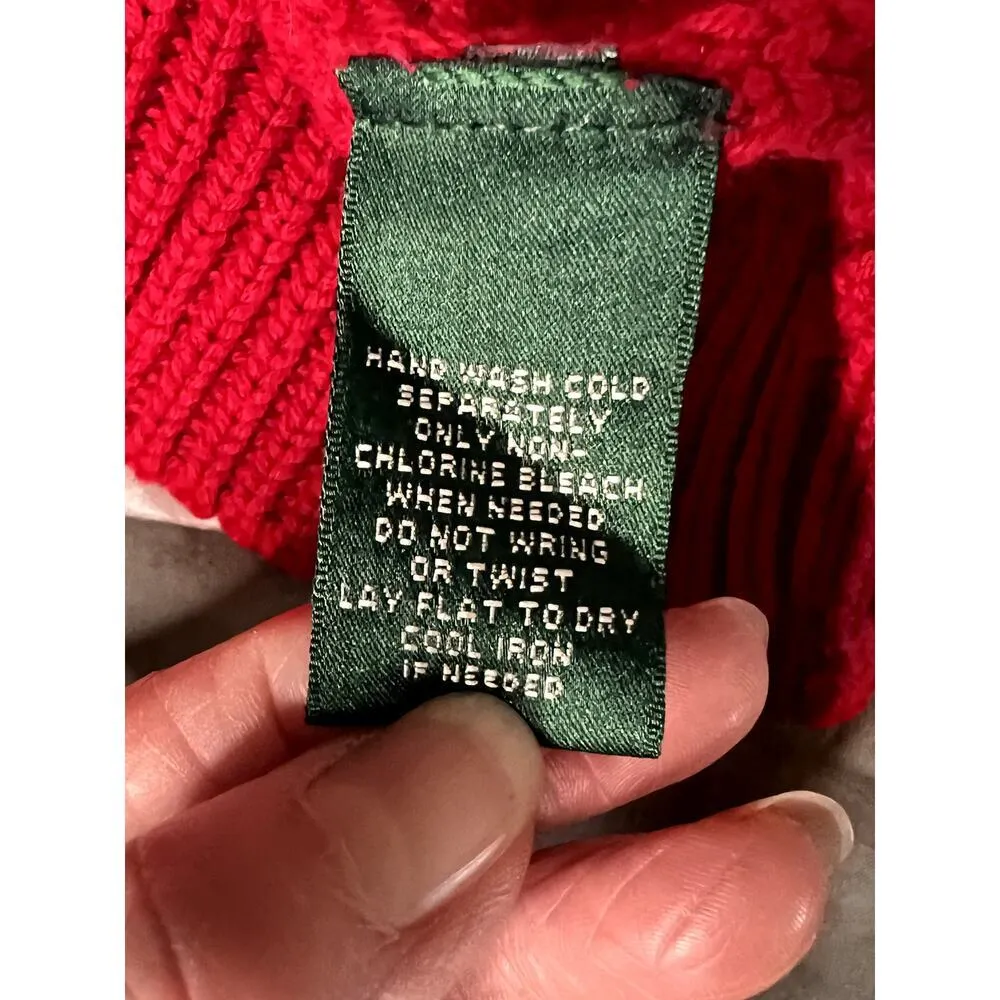 HAND WASH COLD
SEPARATELY
ONLY NON-
CHLORINE BLEACH
WHEN NEEDED
DO NOT WRING
OR TWIST
LAY FLAT TO DRY
COOL IRON
IF NEEDED